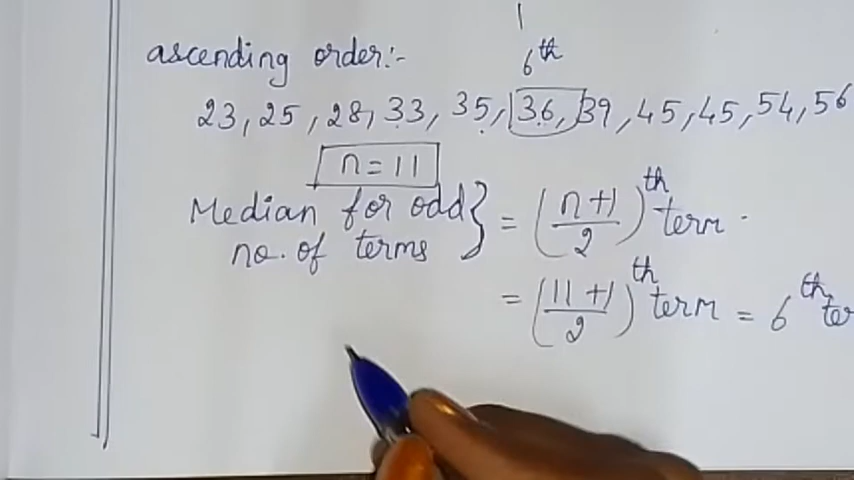 6th
ascending order:-
23, 25, 28, 33, 35, 36, 39, 45, 45, 54, 56
n = 11
Median for odd no. of terms } = (n+1/2)th term.
= (11+1/2)th term = 6th